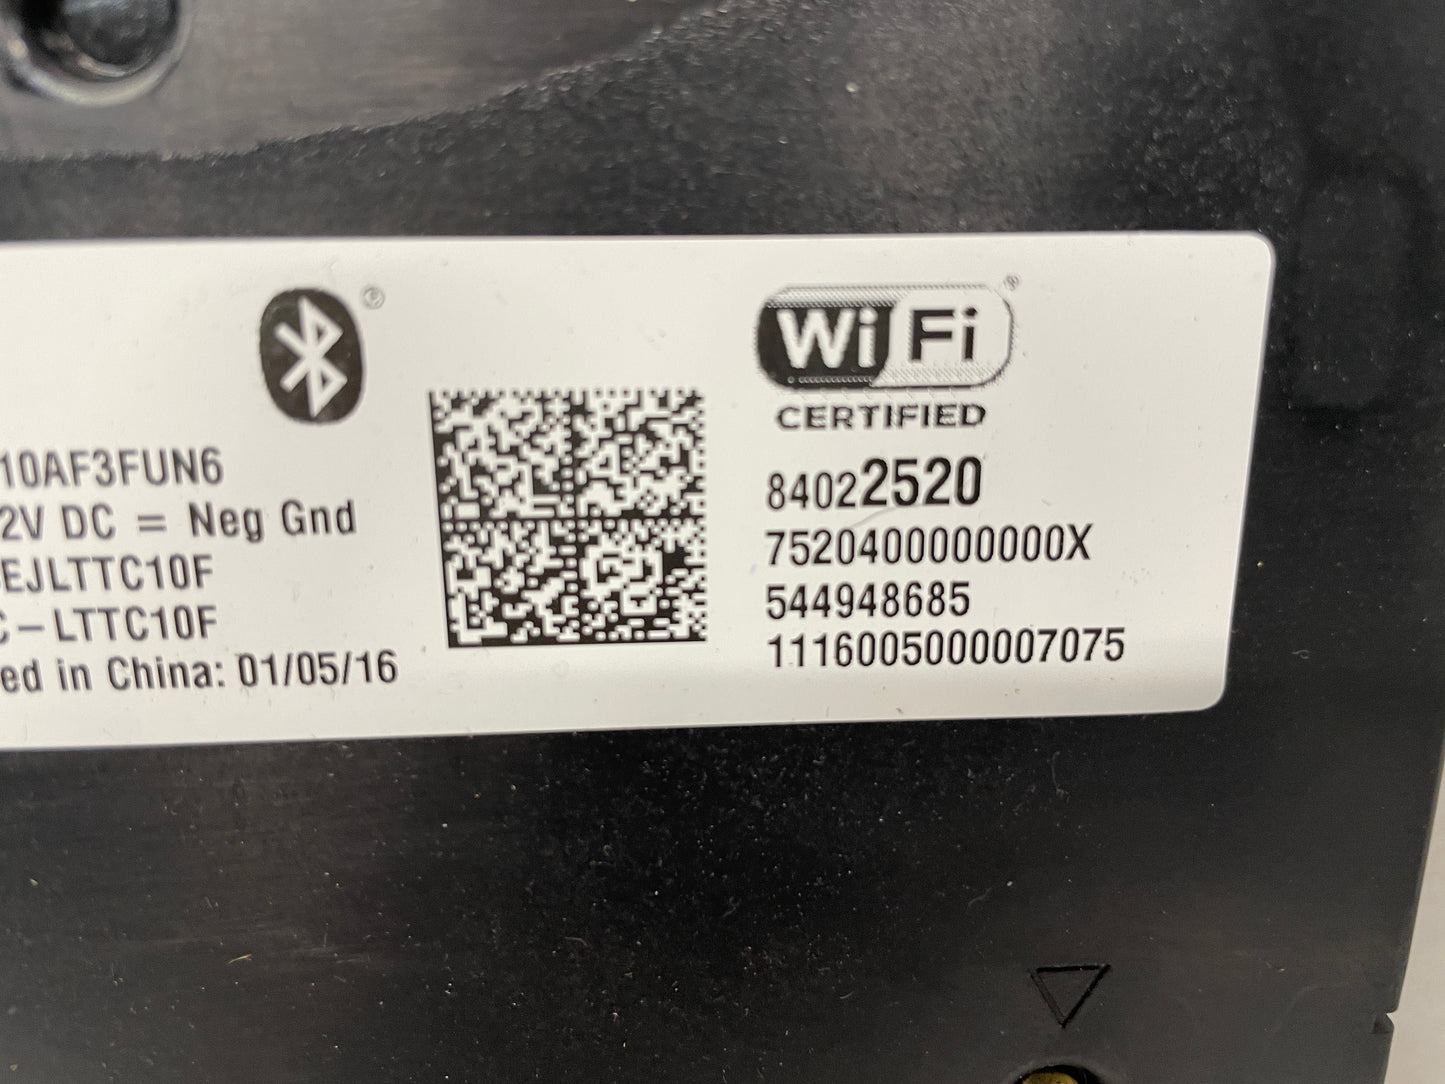 10AF3FUN6
2V DC = Neg Gnd
EJLTTC10F
C-LTTC10F
ed in China: 01/05/16
®
WiFi
®
CERTIFIED
84022520
7520400000000X
544948685
1116005000007075